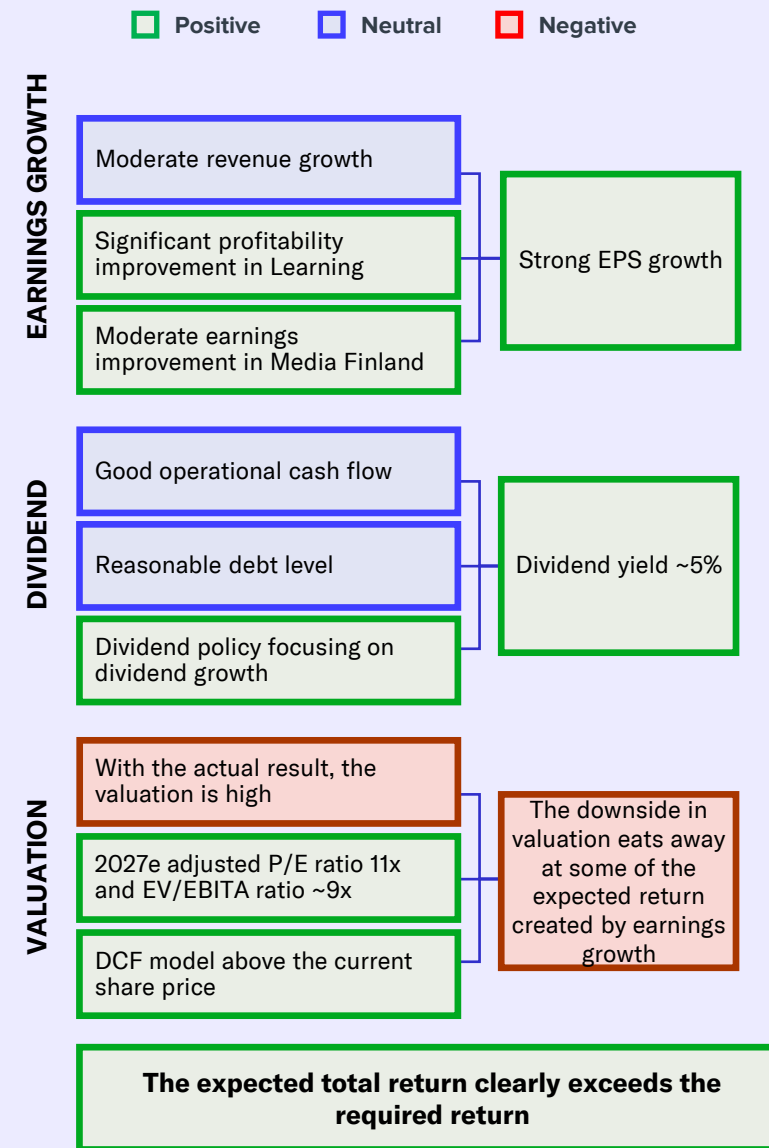 Positive
Neutral
Negative
EARNINGS GROWTH
Moderate revenue growth
Significant profitability
improvement in Learning
Moderate earnings
improvement in Media Finland
Strong EPS growth
DIVIDEND
Good operational cash flow
Reasonable debt level
Dividend policy focusing on
dividend growth
Dividend yield ~5%
VALUATION
With the actual result, the
valuation is high
2027e adjusted P/E ratio 11x
and EV/EBITA ratio ~9x
DCF model above the current
share price
The downside in
valuation eats away
at some of the
expected return
created by earnings
growth
The expected total return clearly exceeds the
required return